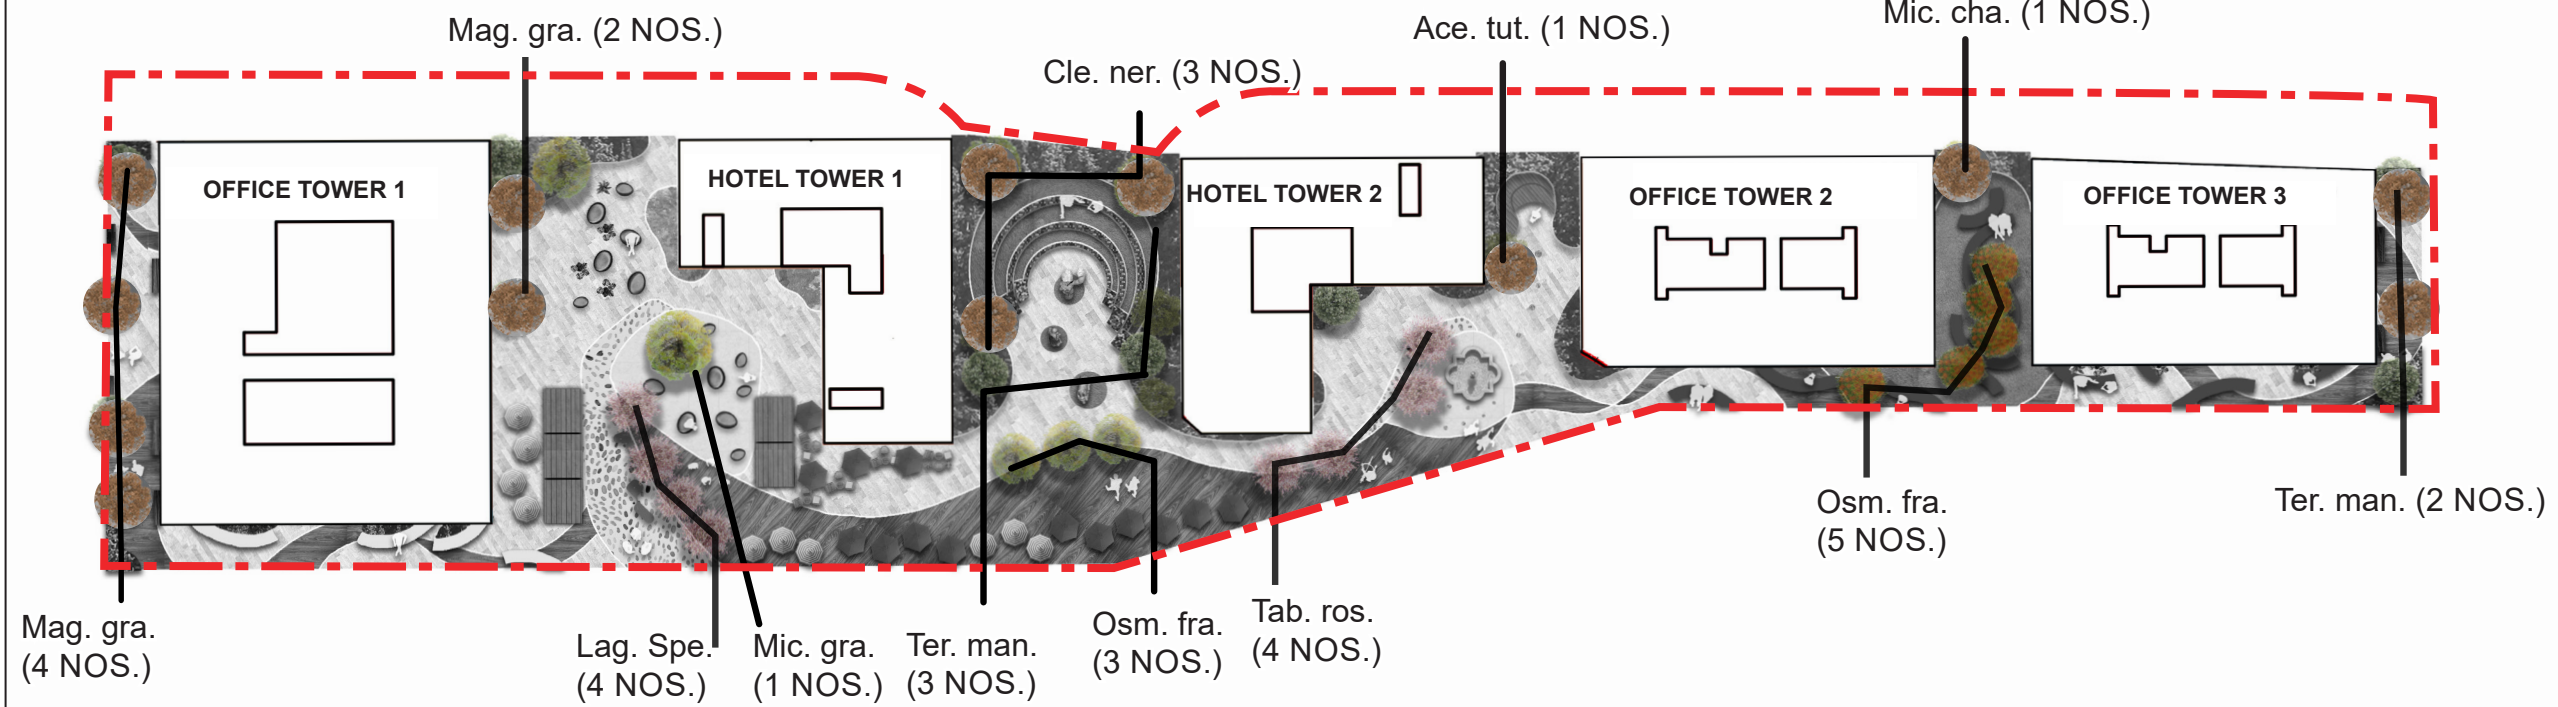 Mag. gra. (2 NOS.)
Cle. ner. (3 NOS.)
Ace. tut. (1 NOS.)
Mic. cha. (1 NOS.)
OFFICE TOWER 1
HOTEL TOWER 1
HOTEL TOWER 2
OFFICE TOWER 2
OFFICE TOWER 3
Mag. gra.
(4 NOS.)
Lag. Spe.
(4 NOS.)
Mic. gra.
(1 NOS.)
Ter. man.
(3 NOS.)
Osm. fra.
(3 NOS.)
Tab. ros.
(4 NOS.)
Osm. fra.
(5 NOS.)
Ter. man. (2 NOS.)